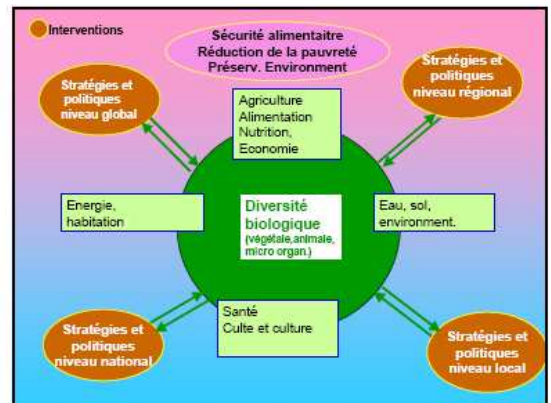 Interventions
Sécurité alimentaitre
Réduction de la pauvreté
Préserv. Environment
Stratégies et
politiques
niveau global
Stratégies et
politiques
niveau régional
Agriculture
Alimentation
Nutrition,
Economie
Energie,
habitation
Diversité
biologique
(végétale,animale,
micro organ.)
Eau, sol,
environment.
Santé
Culte et culture
Stratégies et
politiques
niveau national
Stratégies et
politiques
niveau local